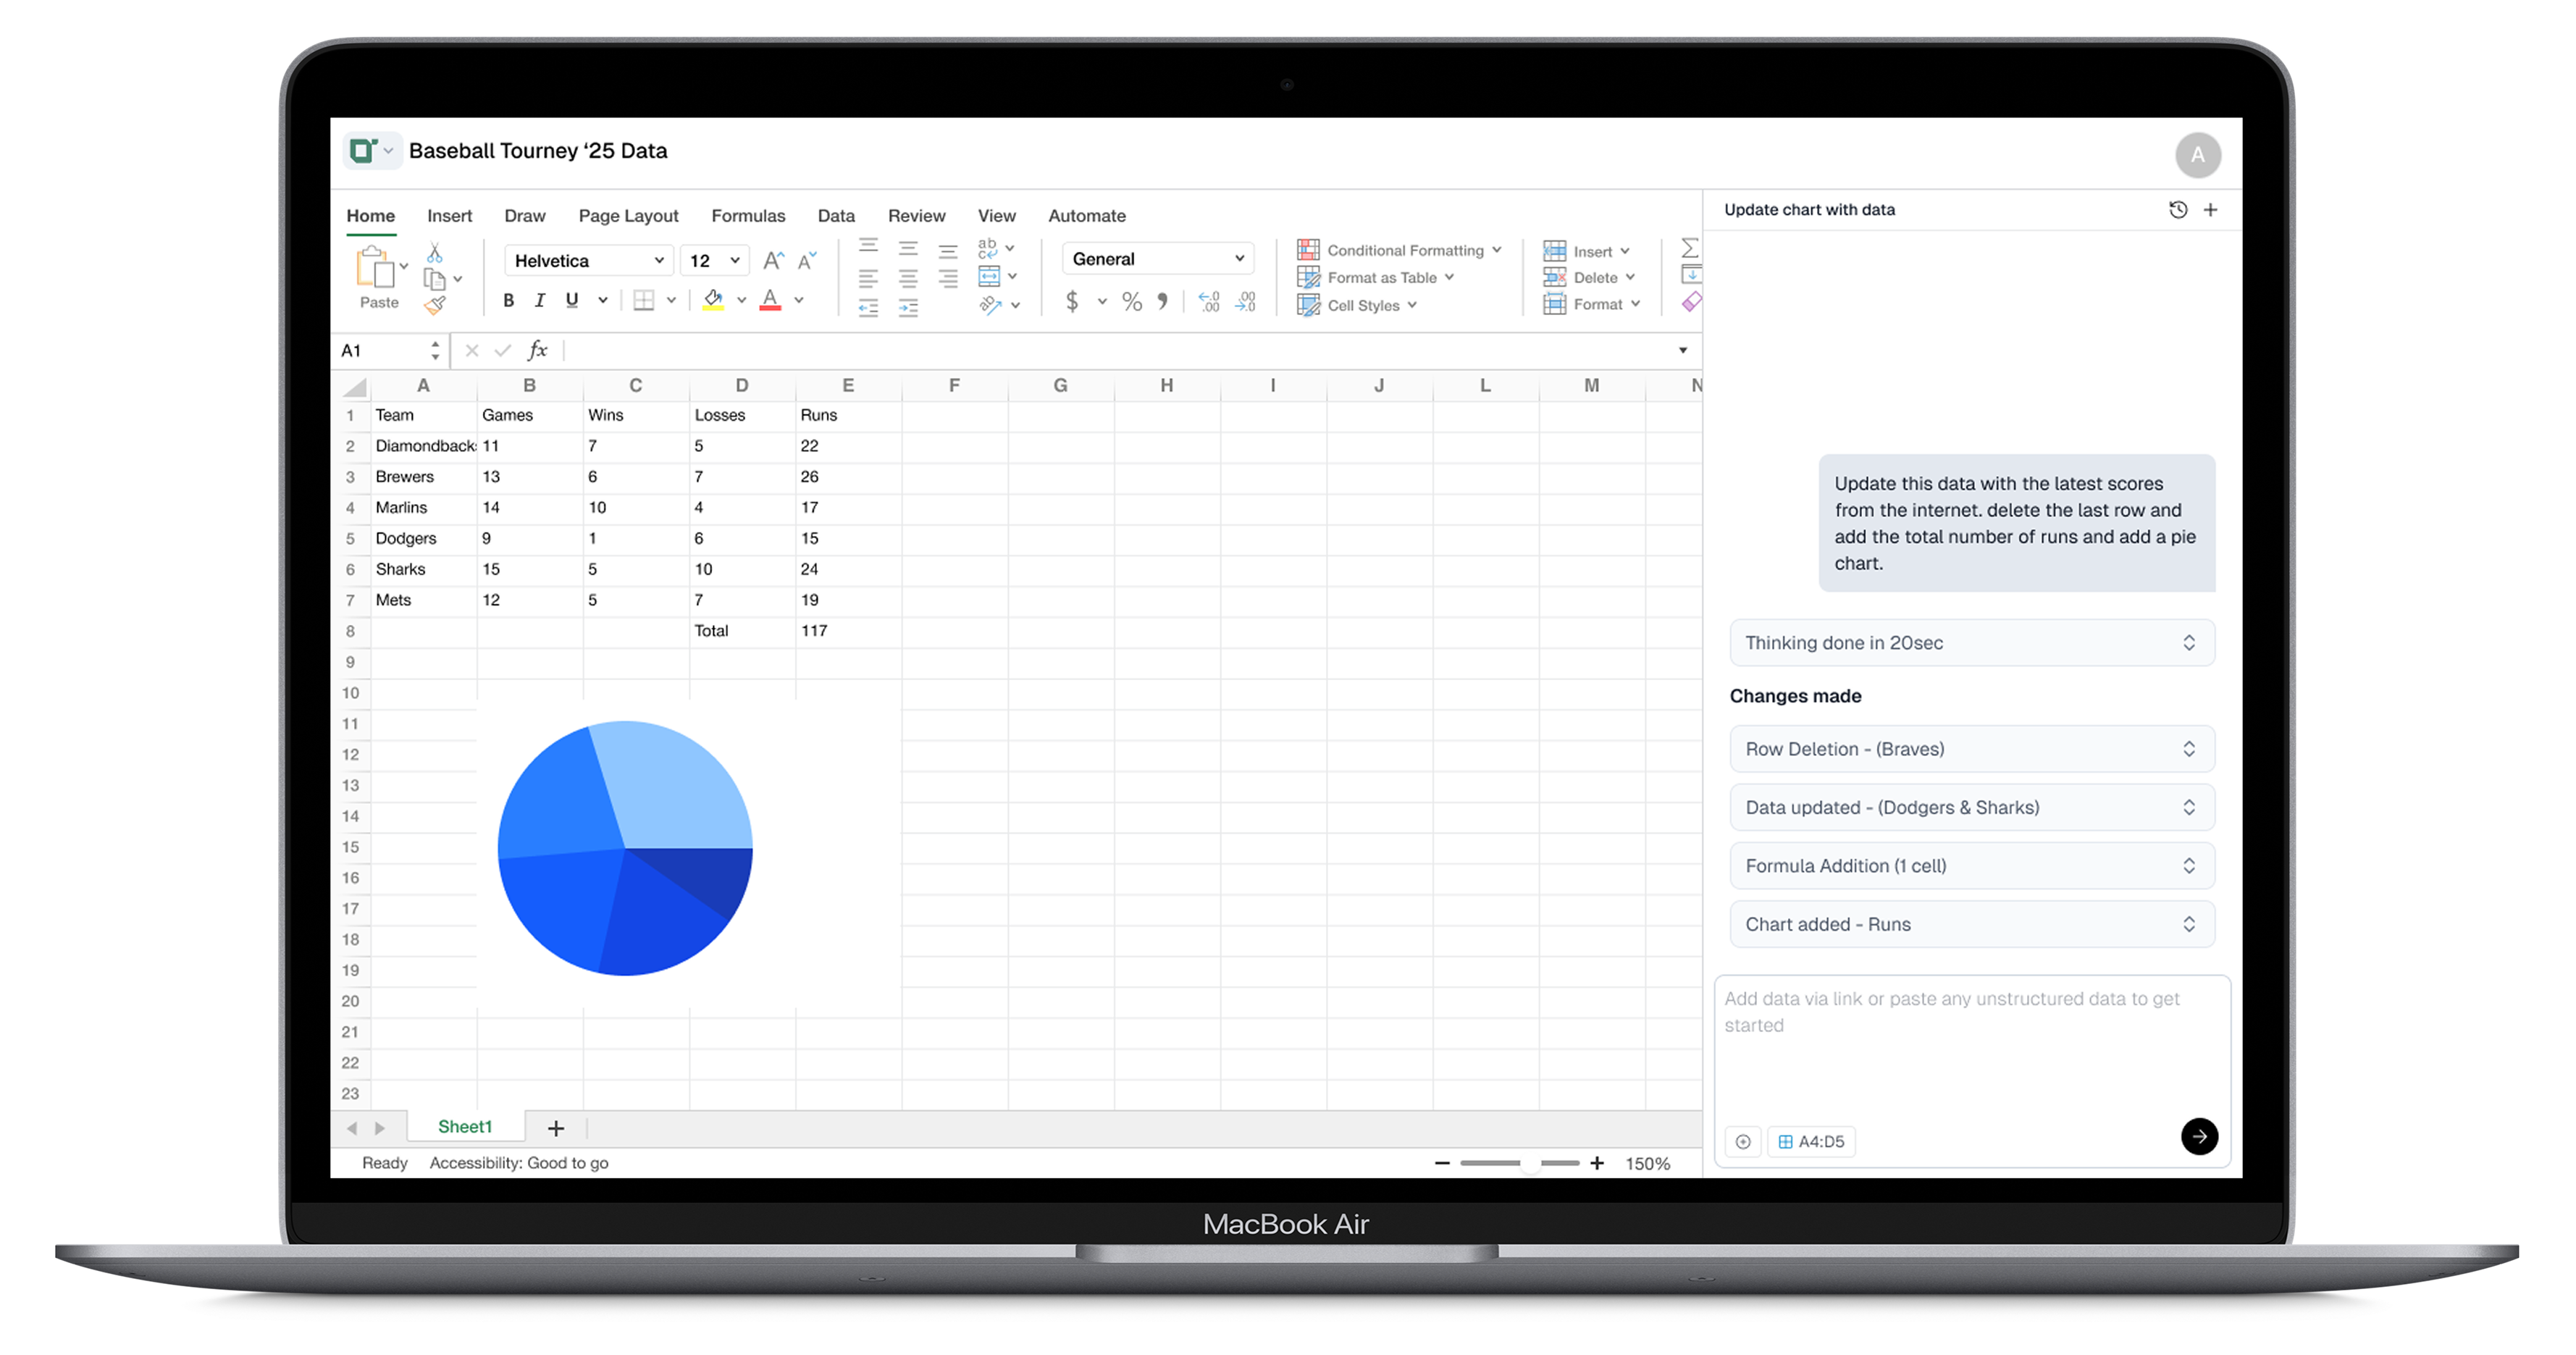 Baseball Tourney ‘25 Data
A
Home Insert Draw Page Layout Formulas Data Review View Automate
Update chart with data
Paste
Helvetica 12
B I U
ab
General
$ % 9
Conditional Formatting
Format as Table
Cell Styles
Insert
Delete
Format
A1 fx
A B C D E F G H I J L M N
1 Team Games Wins Losses Runs
2 Diamondback 11 7 5 22
3 Brewers 13 6 7 26
4 Marlins 14 10 4 17
5 Dodgers 9 1 6 15
6 Sharks 15 5 10 24
7 Mets 12 5 7 19
8 Total 117
9
10
11
12
13
14
15
16
17
18
19
20
21
22
23
Sheet1
Ready Accessibility: Good to go
150%
Update this data with the latest scores
from the internet. delete the last row and
add the total number of runs and add a pie
chart.
Thinking done in 20sec
Changes made
Row Deletion - (Braves)
Data updated - (Dodgers & Sharks)
Formula Addition (1 cell)
Chart added - Runs
Add data via link or paste any unstructured data to get
started
A4:D5
MacBook Air